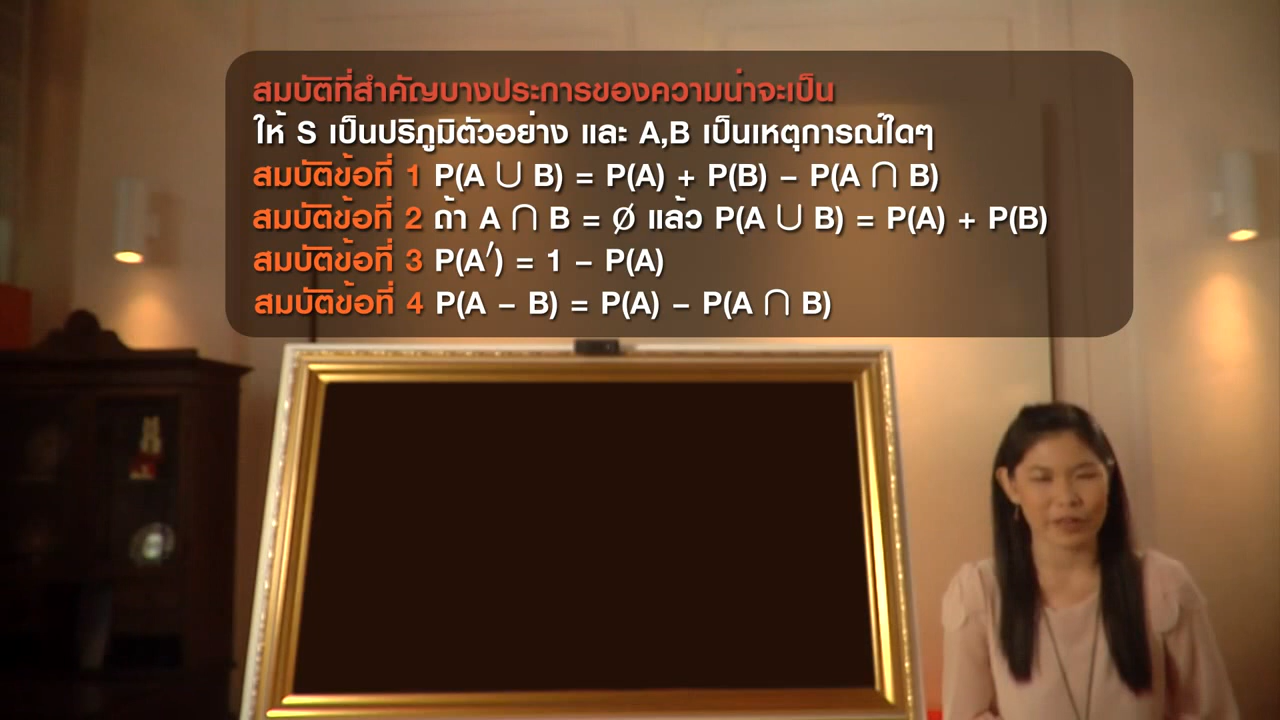 สมบัติที่สำคัญบางประการของความน่าจะเป็น
ให้ S เป็นปริภูมิตัวอย่าง และ A,B เป็นเหตุการณ์ใดๆ
สมบัติข้อที่ 1 P(A ∪ B) = P(A) + P(B) – P(A ∩ B)
สมบัติข้อที่ 2 ถ้า A ∩ B = Ø แล้ว P(A ∪ B) = P(A) + P(B)
สมบัติข้อที่ 3 P(A′) = 1 – P(A)
สมบัติข้อที่ 4 P(A – B) = P(A) – P(A ∩ B)